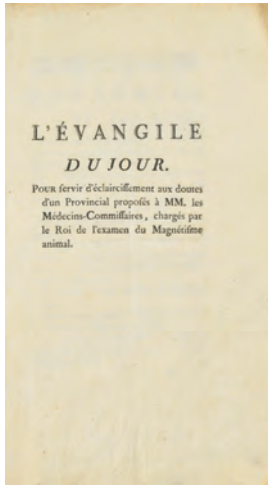 L'ÉVANGILE
DU JOUR.
POUR ſervir d'éclairciſſement aux doutes
d'un Provincial propoſés à MM. les
Médecins-Commiſſaires, chargés par
le Roi de l'examen du Magnétiſme
animal.